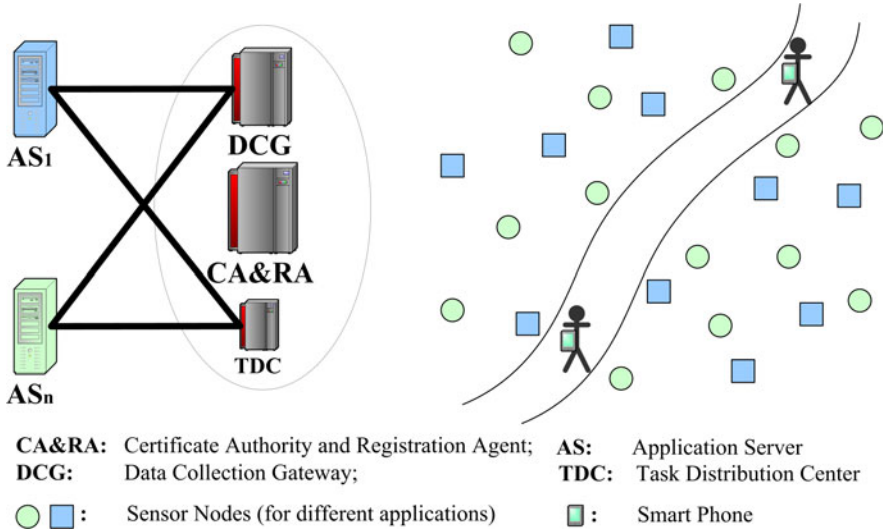 AS1
DCG
CA&RA
ASn
TDC
CA&RA: Certificate Authority and Registration Agent;
AS: Application Server
DCG: Data Collection Gateway;
TDC: Task Distribution Center
: Sensor Nodes (for different applications)
: Smart Phone